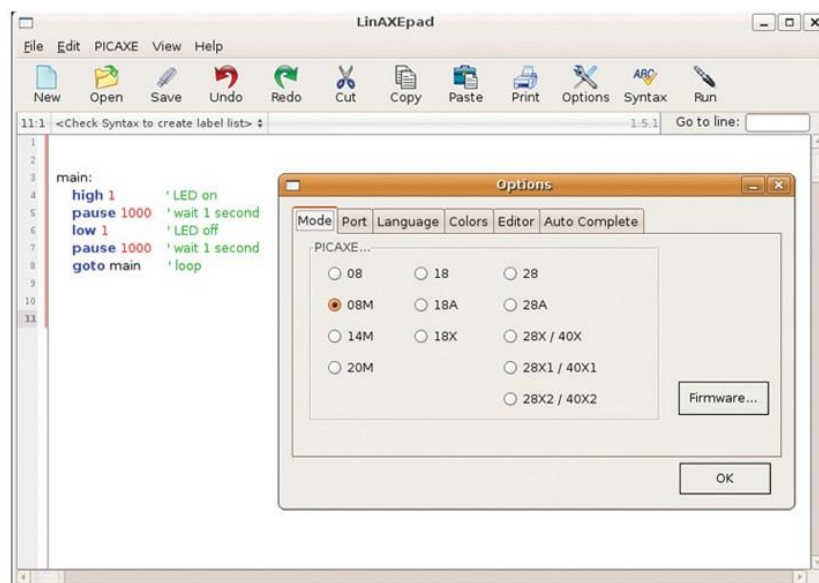 LinAXEpad
File Edit PICAXE View Help
New Open Save Undo Redo Cut Copy Paste Print Options Syntax Run
11:1 <Check Syntax to create label list> 1.5.1 Go to line:
1
2
3 main:
4 high 1 ' LED on
5 pause 1000 ' wait 1 second
6 low 1 ' LED off
7 pause 1000 ' wait 1 second
8 goto main ' loop
9
10
11
Options
Mode Port Language Colors Editor Auto Complete
PICAXE...
08 18 28
08M 18A 28A
14M 18X 28X / 40X
20M 28X1 / 40X1
28X2 / 40X2
Firmware...
OK